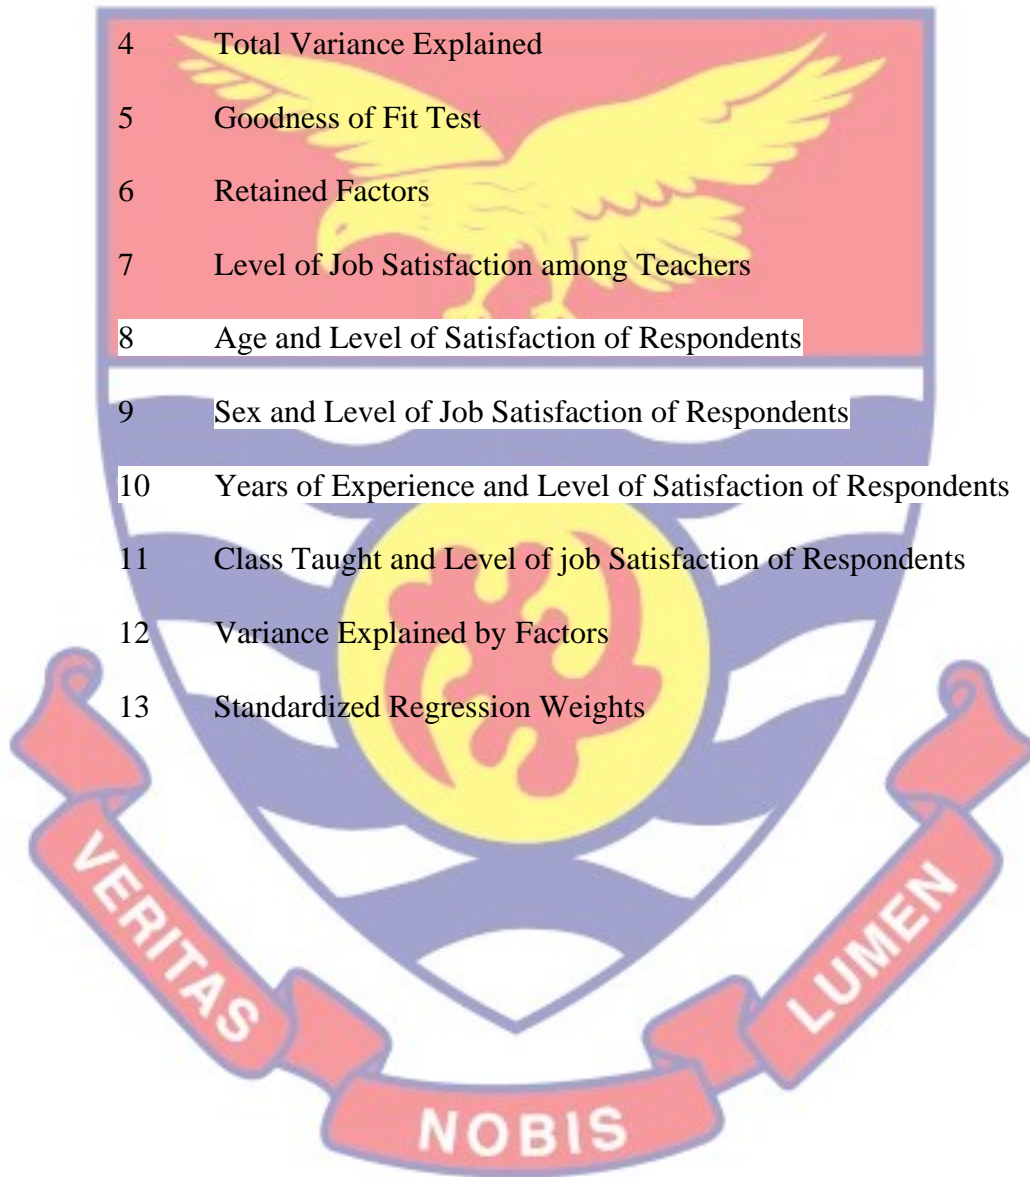 4 Total Variance Explained
5 Goodness of Fit Test
6 Retained Factors
7 Level of Job Satisfaction among Teachers
8 Age and Level of Satisfaction of Respondents
9 Sex and Level of Job Satisfaction of Respondents
10 Years of Experience and Level of Satisfaction of Respondents
11 Class Taught and Level of job Satisfaction of Respondents
12 Variance Explained by Factors
13 Standardized Regression Weights
VERITAS
NOBIS
LUMEN